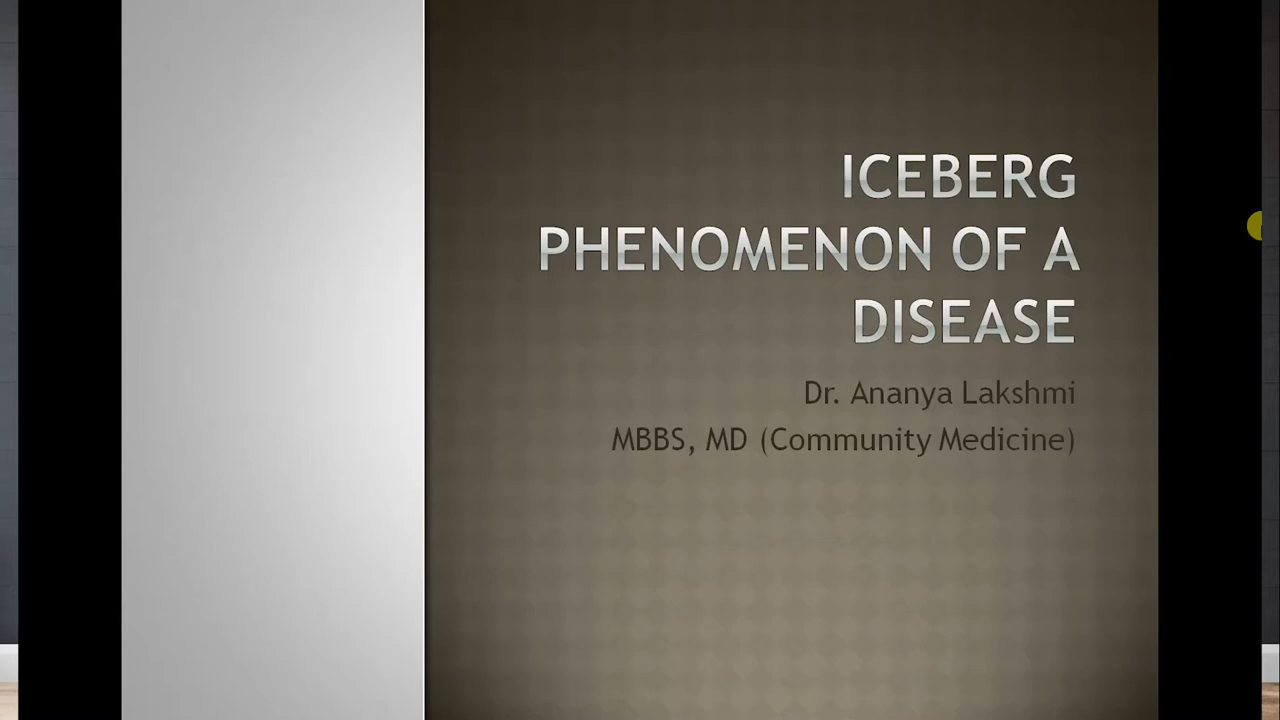 ICEBERG
PHENOMENON OF A
DISEASE
Dr. Ananya Lakshmi
MBBS, MD (Community Medicine)